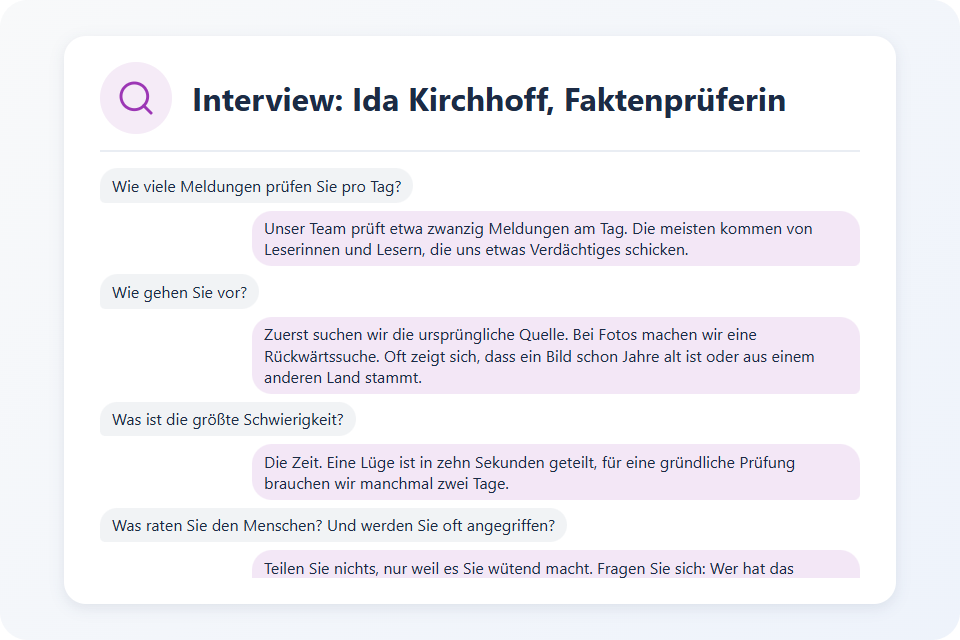 Interview: Ida Kirchhoff, Faktenprüferin
Wie viele Meldungen prüfen Sie pro Tag?
Unser Team prüft etwa zwanzig Meldungen am Tag. Die meisten kommen von
Leserinnen und Lesern, die uns etwas Verdächtiges schicken.
Wie gehen Sie vor?
Zuerst suchen wir die ursprüngliche Quelle. Bei Fotos machen wir eine
Rückwärtssuche. Oft zeigt sich, dass ein Bild schon Jahre alt ist oder aus einem
anderen Land stammt.
Was ist die größte Schwierigkeit?
Die Zeit. Eine Lüge ist in zehn Sekunden geteilt, für eine gründliche Prüfung
brauchen wir manchmal zwei Tage.
Was raten Sie den Menschen? Und werden Sie oft angegriffen?
Teilen Sie nichts, nur weil es Sie wütend macht. Fragen Sie sich: Wer hat das